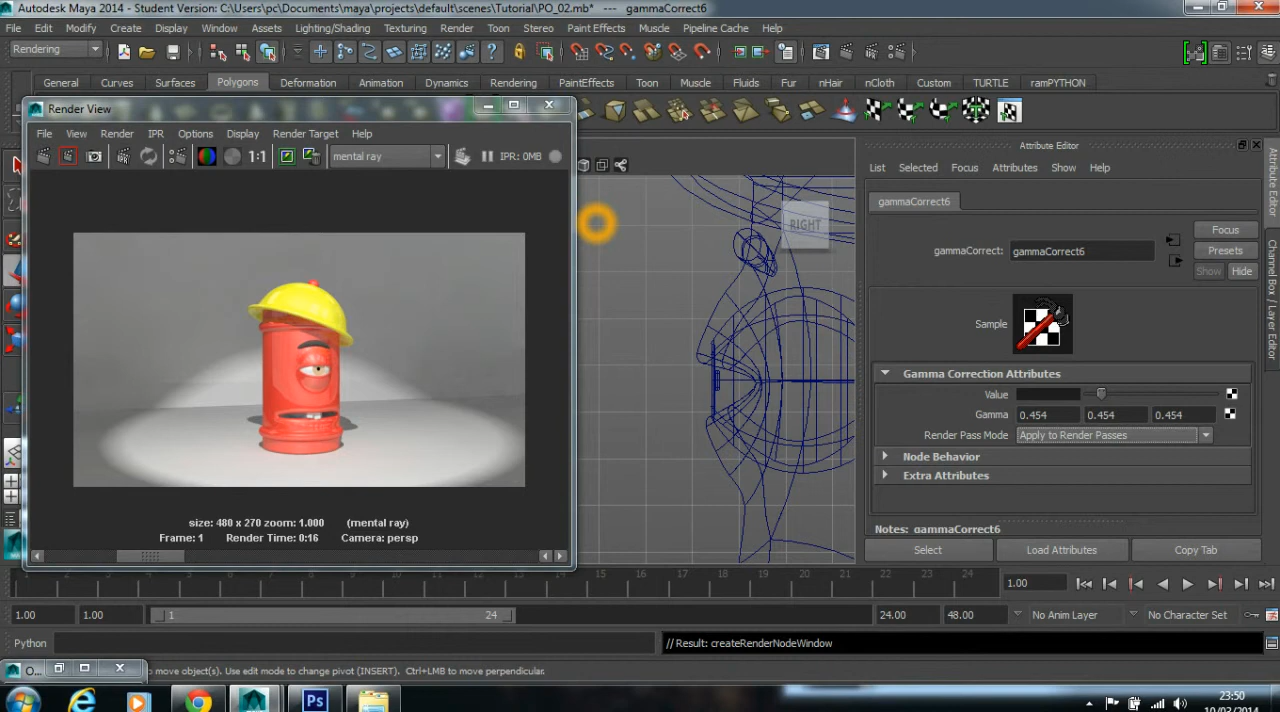 Autodesk Maya 2014 - Student Version: C:\Users\pc\Documents\maya\projects\default\scenes\Tutorial\PO_02.mb* --- gammaCorrect6
File Edit Modify Create Display Window Assets Lighting/Shading Texturing Render Toon Stereo Paint Effects Muscle Pipeline Cache Help
Rendering
General Curves Surfaces Polygons Deformation Animation Dynamics Rendering PaintEffects Toon Muscle Fluids Fur nHair nCloth Custom TURTLE ramPYTHON
Render View
File View Render IPR Options Display Render Target Help
1:1 mental ray IPR: 0MB
size: 480 x 270 zoom: 1.000 (mental ray)
Frame: 1 Render Time: 0:16 Camera: persp
RIGHT
Attribute Editor
List Selected Focus Attributes Show Help
gammaCorrect6
gammaCorrect: gammaCorrect6
Focus
Presets
Show Hide
Sample
Gamma Correction Attributes
Value
Gamma 0.454 0.454 0.454
Render Pass Mode Apply to Render Passes
Node Behavior
Extra Attributes
Notes: gammaCorrect6
Select Load Attributes Copy Tab
Attribute Editor
Channel Box / Layer Editor
1 2 3 4 5 6 7 8 9 10 11 12 13 14 15 16 17 18 19 20 21 22 23 24 1.00
1.00 1.00 1 24 24.00 48.00 No Anim Layer No Character Set
Python // Result: createRenderNodeWindow
O... to move object(s). Use edit mode to change pivot (INSERT). Ctrl+LMB to move perpendicular.
Ps
23:50
10/03/2014